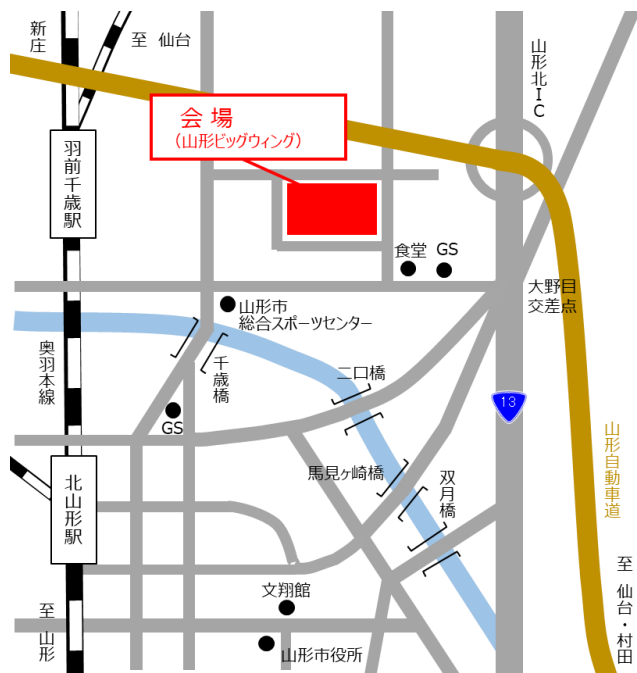 新庄
至 仙台
山形北IC
会場
(山形ビッグウィング)
羽前千歳駅
食堂
GS
大野目
交差点
山形市
総合スポーツセンター
千歳橋
二口橋
奥羽本線
GS
13
馬見ヶ崎橋
双月橋
山形自動車道
北山形駅
至 仙台・村田
文翔館
至 山形
山形市役所